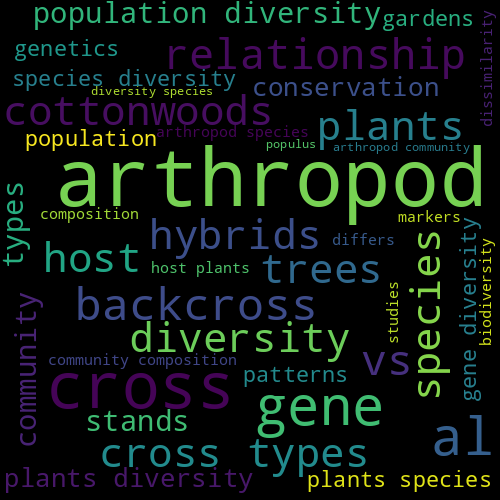 population diversity
gardens
dissimilarity
genetics
relationship
species diversity
conservation
diversity species
cottonwoods
plants
arthropod species
population
populus
arthropod community
arthropod
types
composition
markers
hybrids
differs
species
gene diversity
biodiversity
host
host plants
trees
backcross
studies
community
diversity
vs
community composition
patterns
cross
gene
stands
al
cross types
plants diversity
plants species